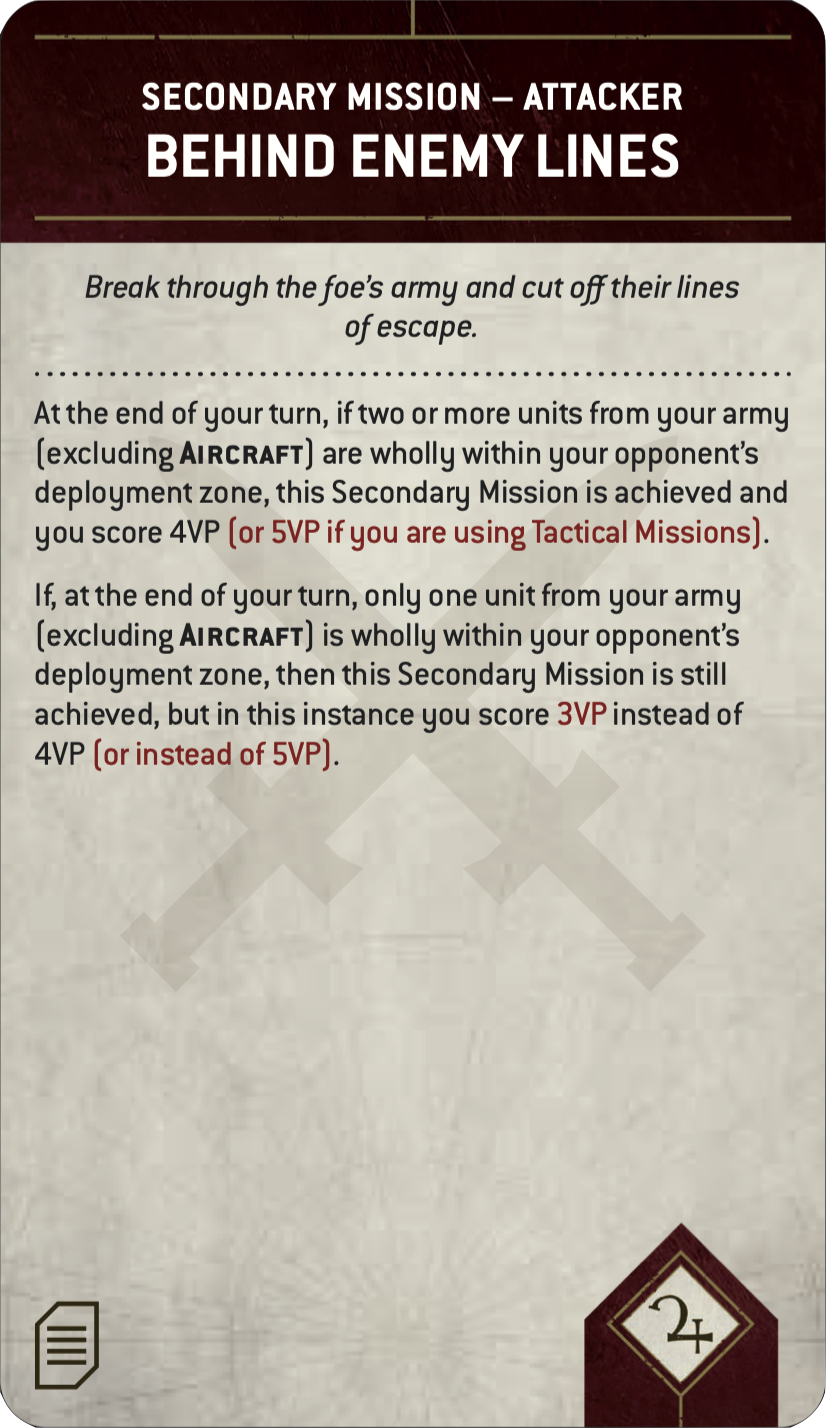 SECONDARY MISSION – ATTACKER
BEHIND ENEMY LINES
Break through the foe’s army and cut off their lines
of escape.
At the end of your turn, if two or more units from your army
(excluding AIRCRAFT) are wholly within your opponent’s
deployment zone, this Secondary Mission is achieved and
you score 4VP (or 5VP if you are using Tactical Missions).
If, at the end of your turn, only one unit from your army
(excluding AIRCRAFT) is wholly within your opponent’s
deployment zone, then this Secondary Mission is still
achieved, but in this instance you score 3VP instead of
4VP (or instead of 5VP).